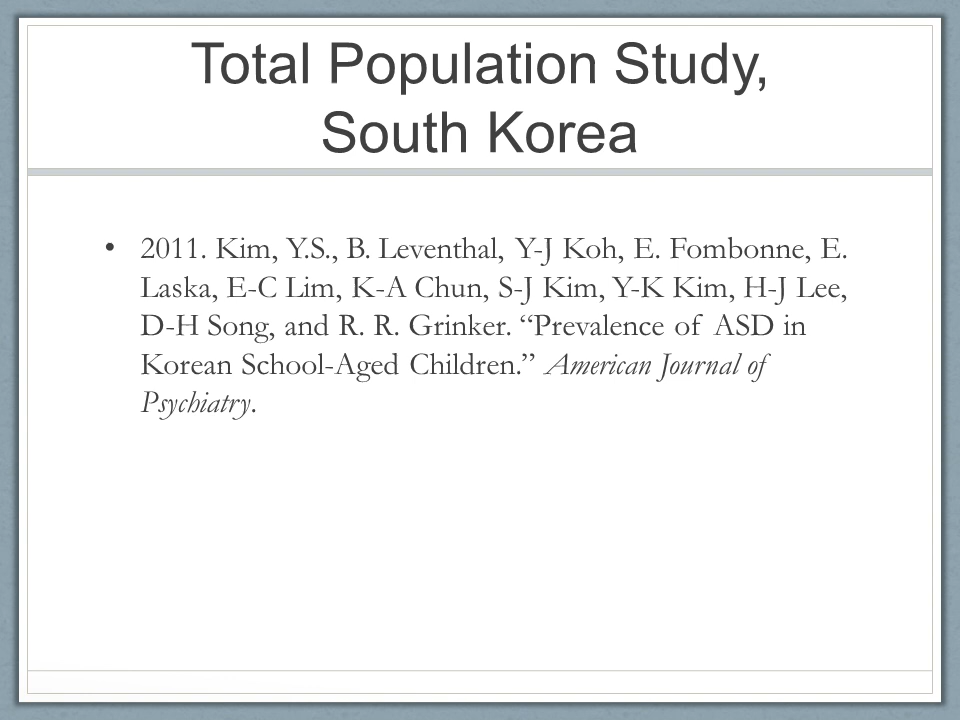 Total Population Study,
South Korea
• 2011. Kim, Y.S., B. Leventhal, Y-J Koh, E. Fombonne, E.
Laska, E-C Lim, K-A Chun, S-J Kim, Y-K Kim, H-J Lee,
D-H Song, and R. R. Grinker. “Prevalence of ASD in
Korean School-Aged Children.” American Journal of
Psychiatry.